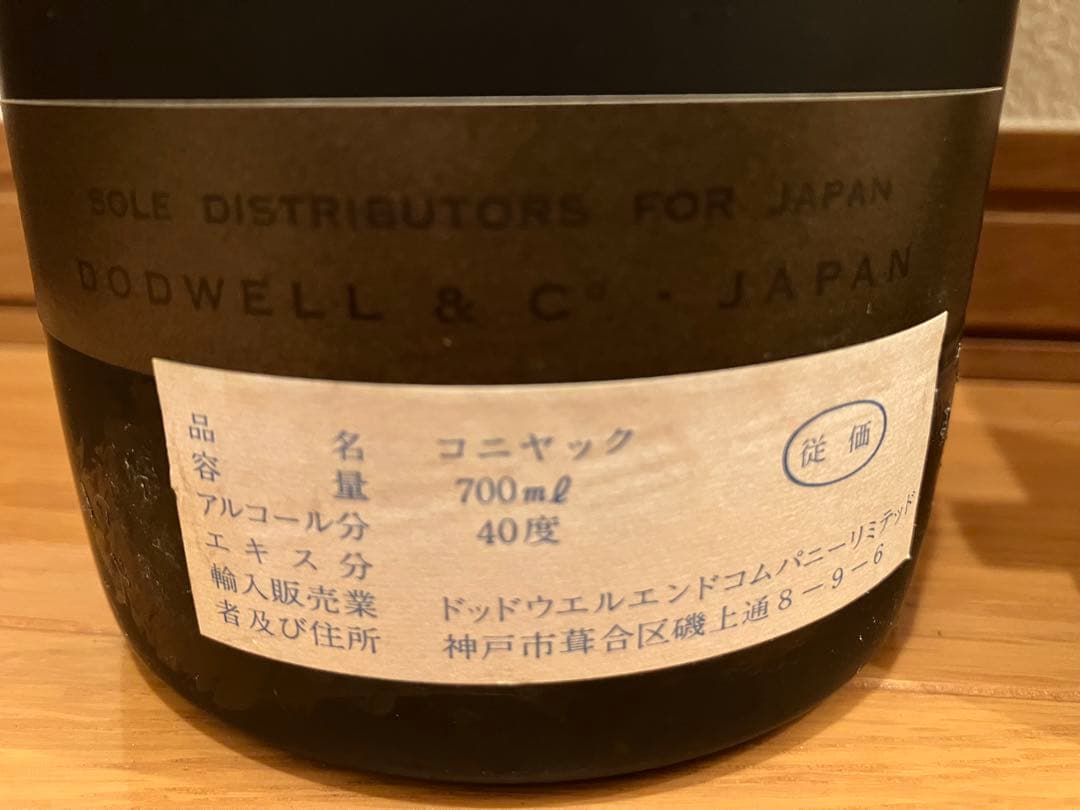 SOLE DISTRIBUTORS FOR JAPAN
DODWELL & Cº · JAPAN
品名 コニヤック
従価
容量 700ml
アルコール分 40度
エキス分
輸入販売業 ドッドウエルエンドコムパニーリミテッド
者及び住所 神戸市葺合区磯上通8-9-6